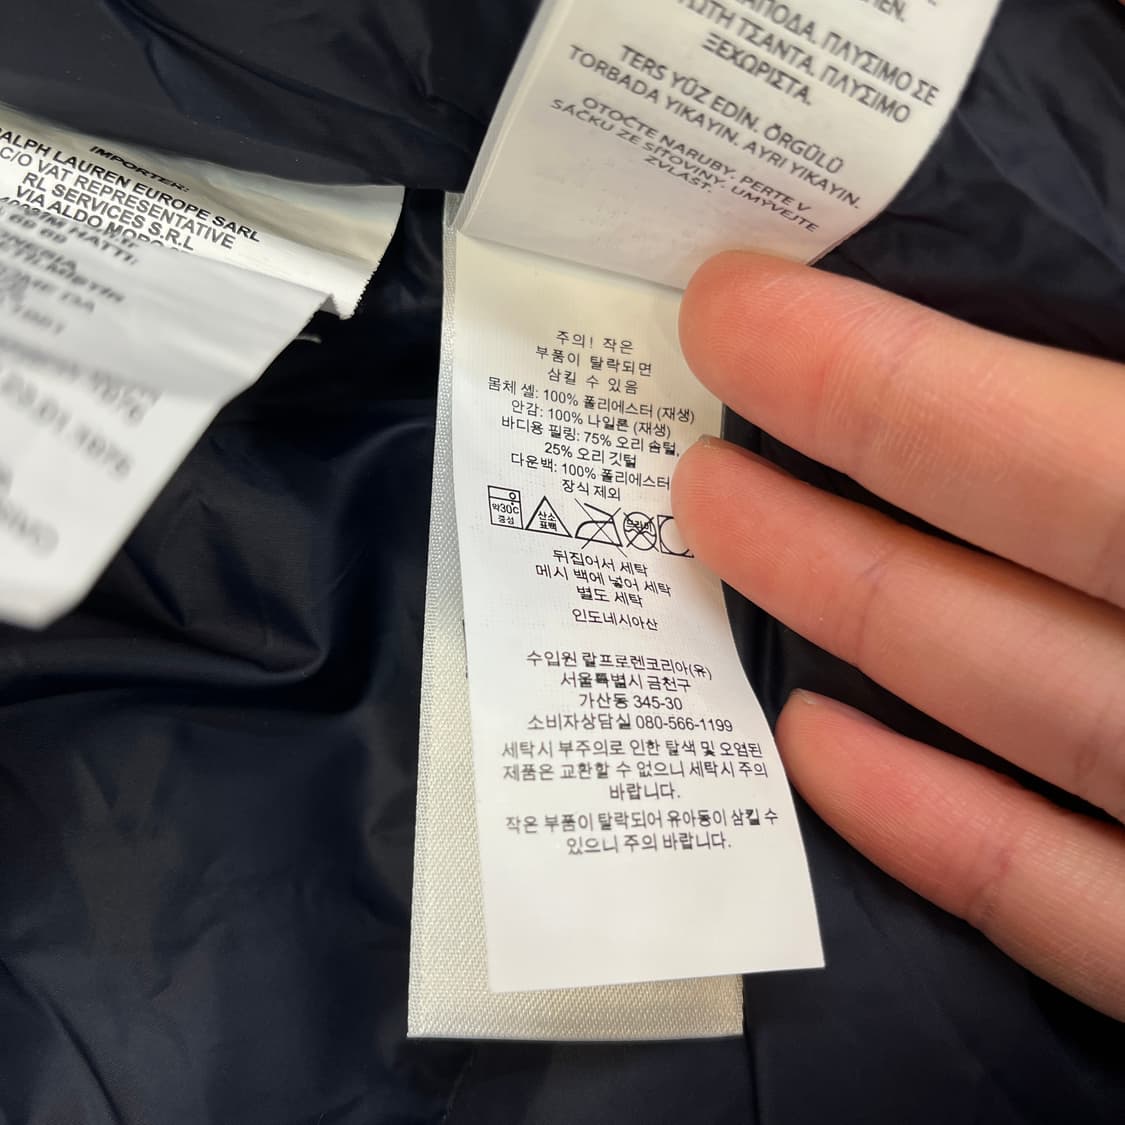 IMPORTER:
RALPH LAUREN EUROPE SARL
C/O VAT REPRESENTATIVE
RL SERVICES S.R.L
VIA ALDO
ΠΛΥΣΙΜΟ ΣΕ
ΤΣΑΝΤΑ. ΠΛΥΣΙΜΟ
ΞΕΧΩΡΙΣΤΑ.
TERS YÜZ EDİN. ÖRGÜLÜ
TORBADA YIKAYIN. AYRI YIKAYIN.
OTOČTE NARUBY. PERTE V
SÁČKU ZE SÍŤOVINY. UMÝVEJTE
ZVLÁŠT.
주의! 작은
부품이 탈락되면
삼킬 수 있음
몸체 셸: 100% 폴리에스터 (재생)
안감: 100% 나일론 (재생)
바디용 필링: 75% 오리 솜털,
25% 오리 깃털
다운백: 100% 폴리에스터
장식 제외
약30℃
중성
산소
표백
드라이
뒤집어서 세탁
메시 백에 넣어 세탁
별도 세탁
인도네시아산
수입원 랄프로렌코리아(유)
서울특별시 금천구
가산동 345-30
소비자상담실 080-566-1199
세탁시 부주의로 인한 탈색 및 오염된
제품은 교환할 수 없으니 세탁시 주의
바랍니다.
작은 부품이 탈락되어 유아동이 삼킬 수
있으니 주의 바랍니다.